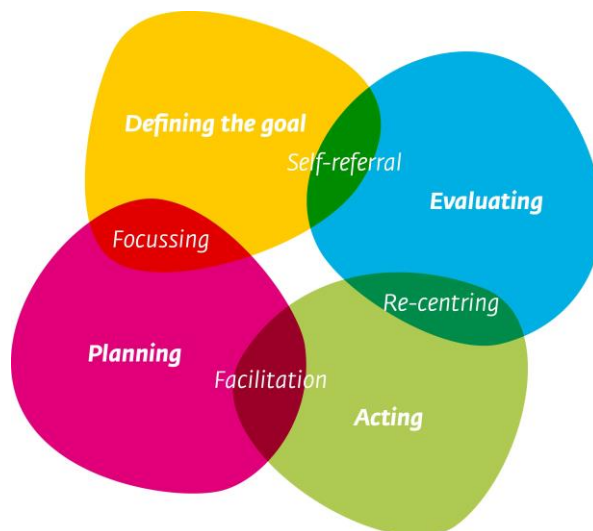 Defining the goal
Self-referral
Evaluating
Focussing
Re-centring
Planning
Facilitation
Acting